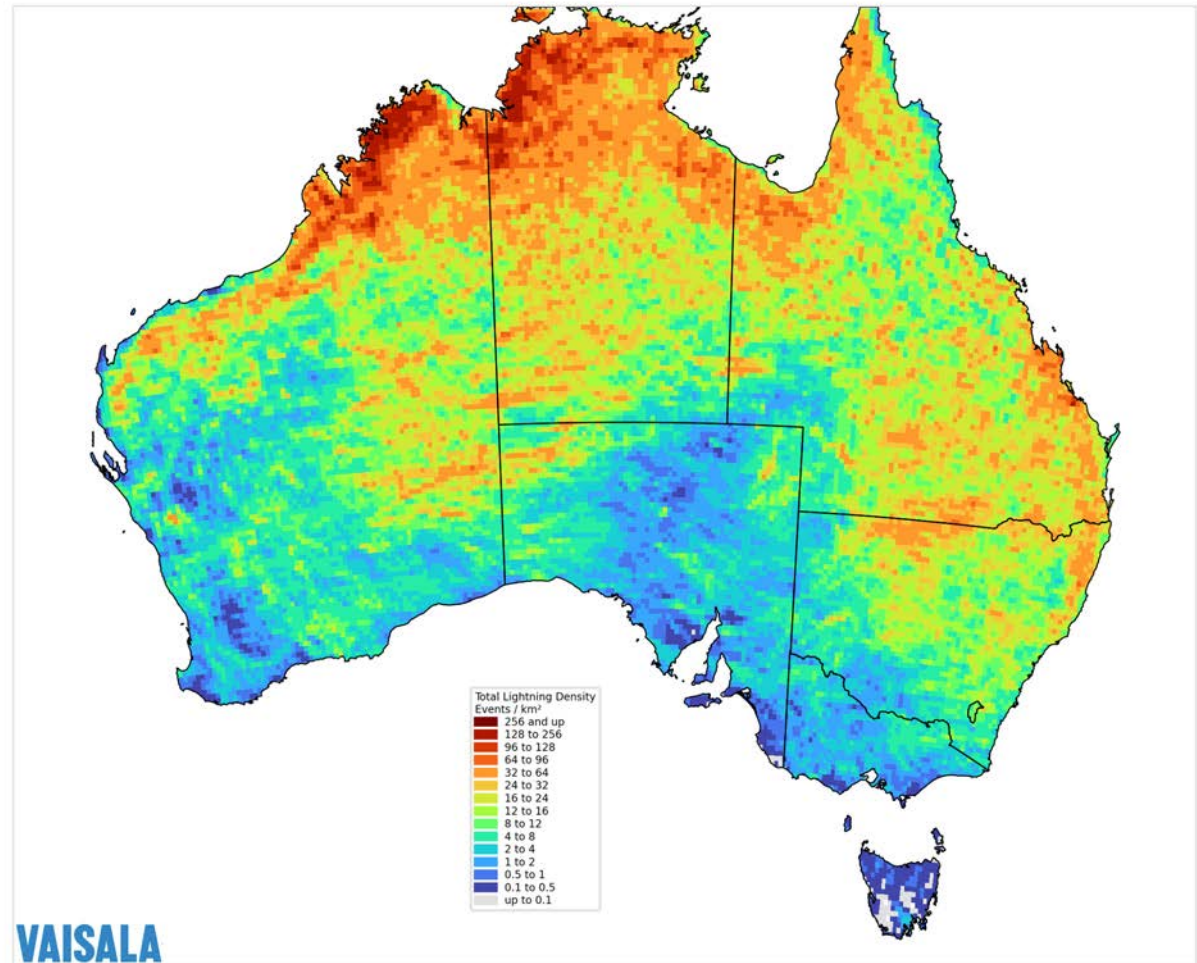 Total Lightning Density
Events / km²
256 and up
128 to 256
96 to 128
64 to 96
32 to 64
24 to 32
16 to 24
12 to 16
8 to 12
4 to 8
2 to 4
1 to 2
0.5 to 1
0.1 to 0.5
up to 0.1
VAISALA